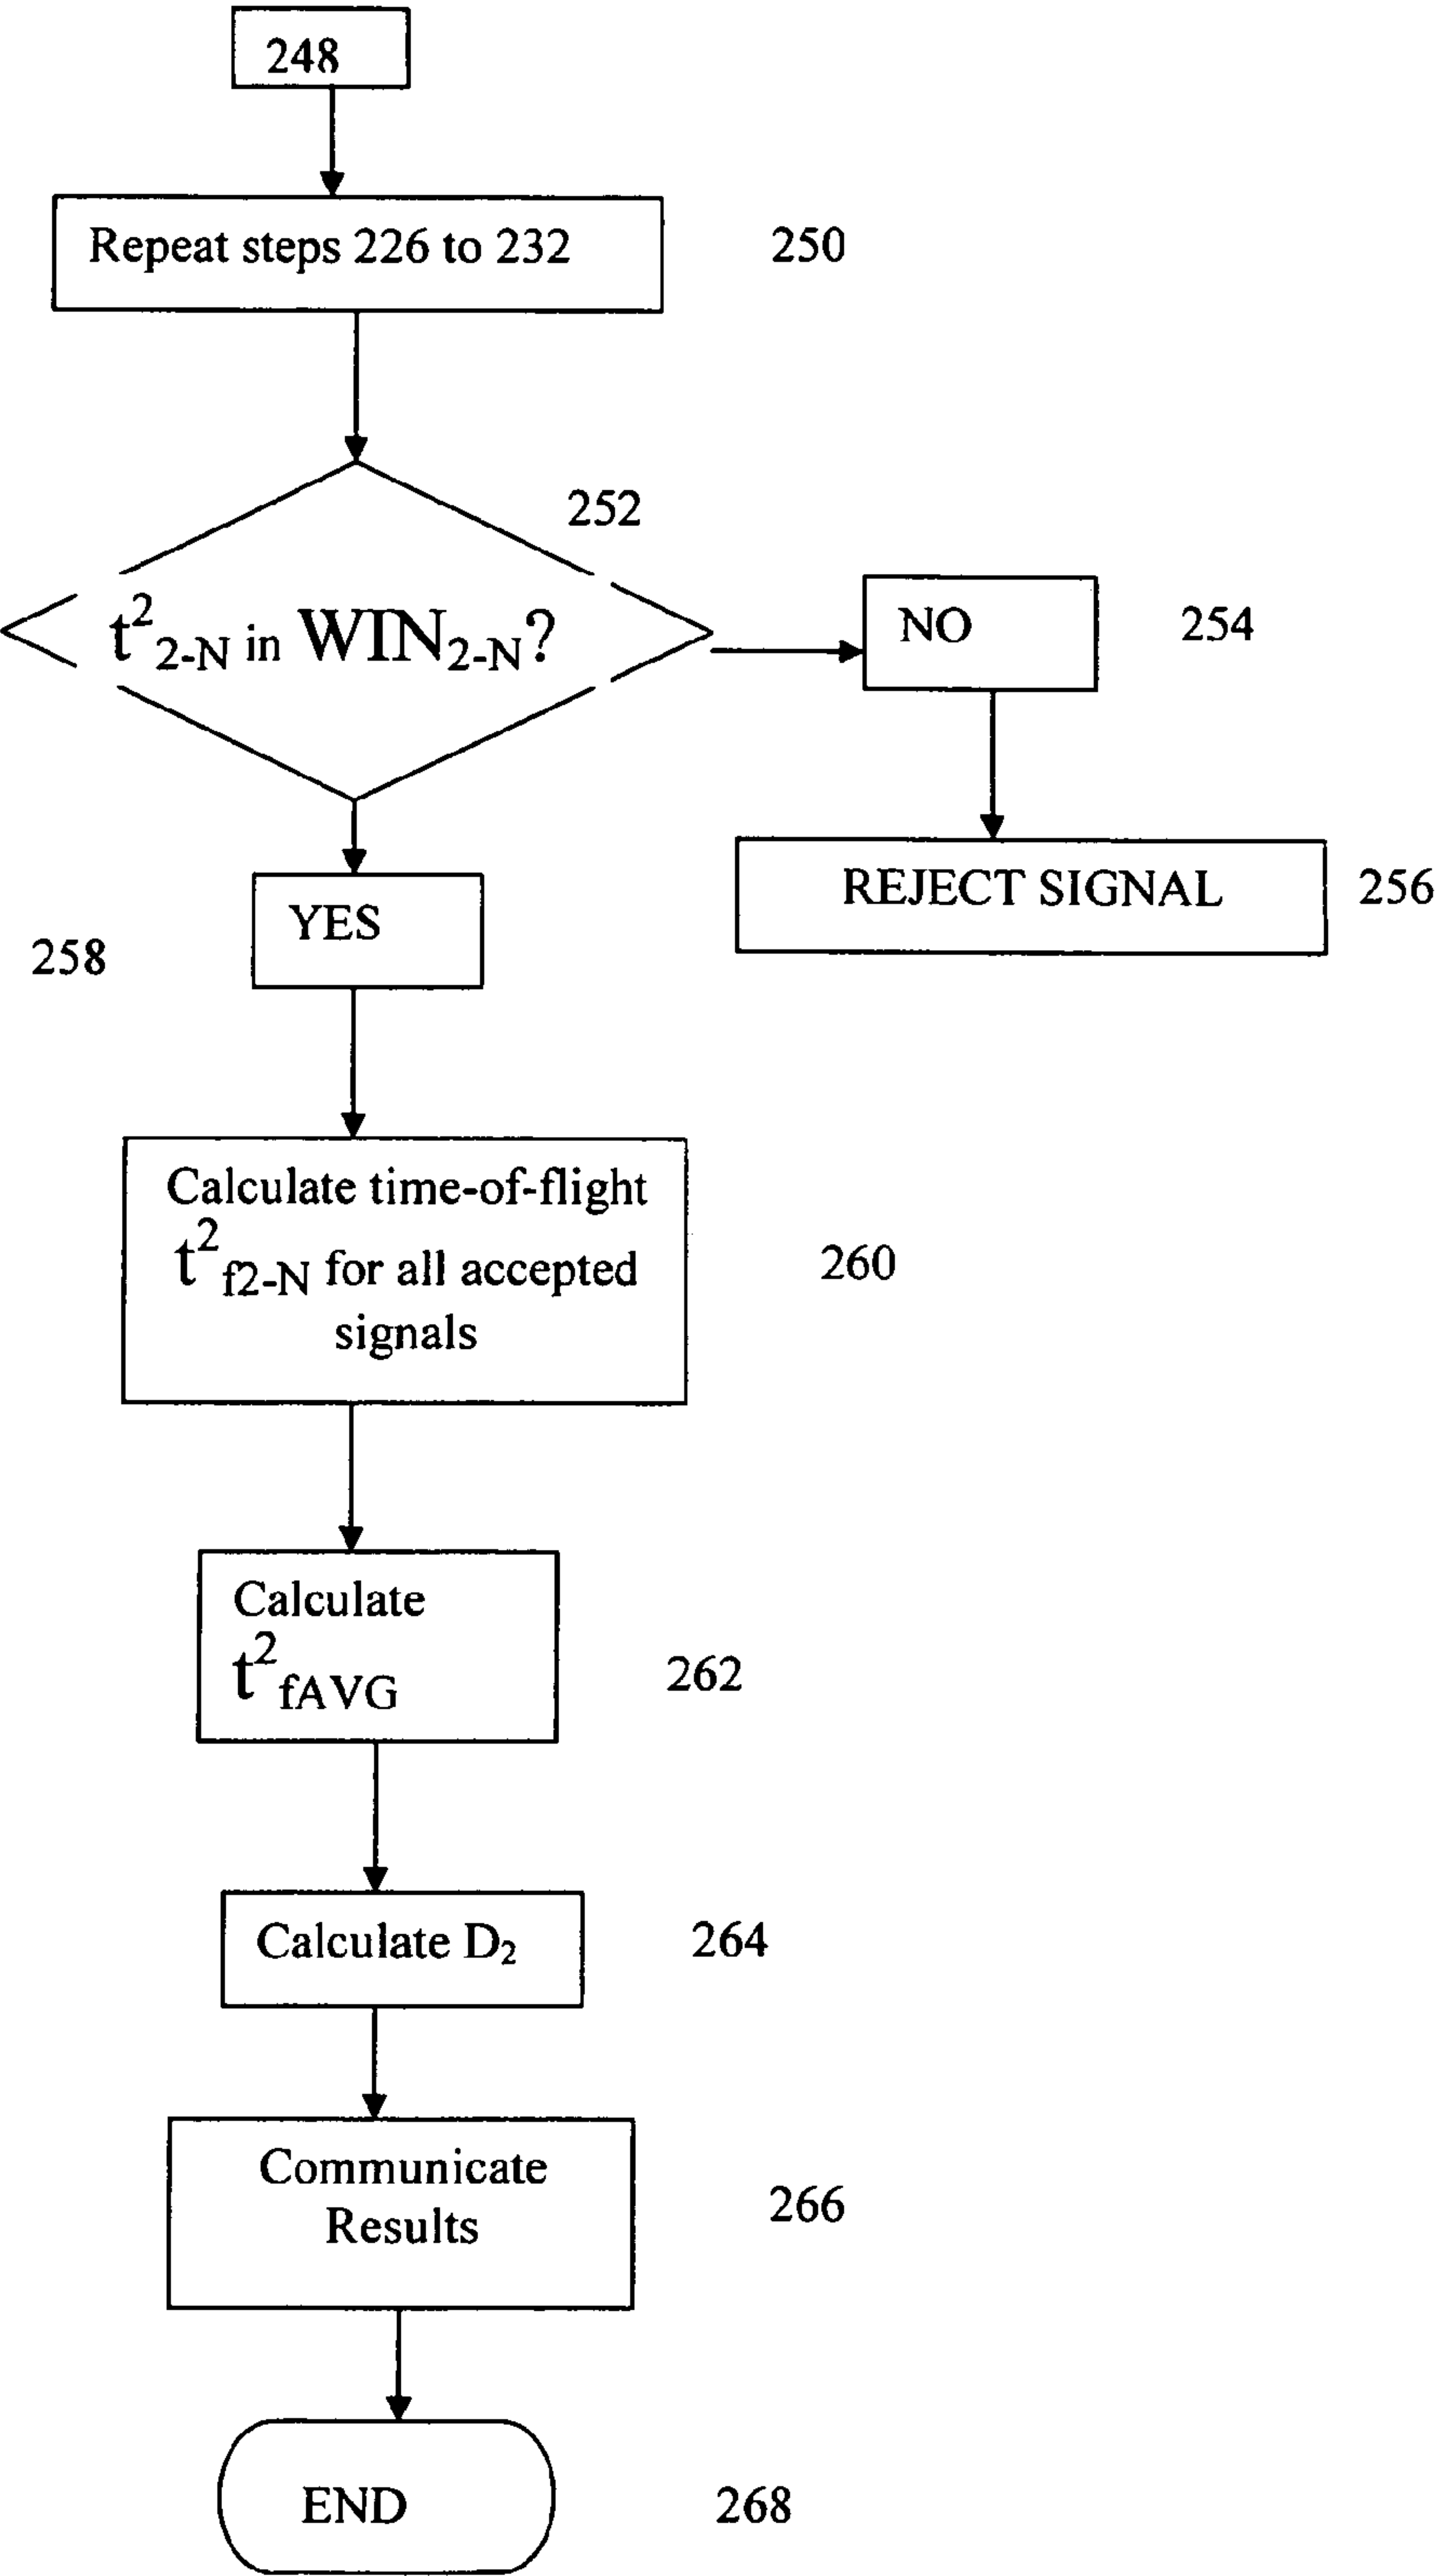 248
Repeat steps 226 to 232
250
252
t²₂₋N in WIN₂₋N?
NO
254
REJECT SIGNAL
256
YES
258
Calculate time-of-flight
t²f2-N for all accepted
signals
260
Calculate
t²fAVG
262
Calculate D₂
264
Communicate
Results
266
END
268